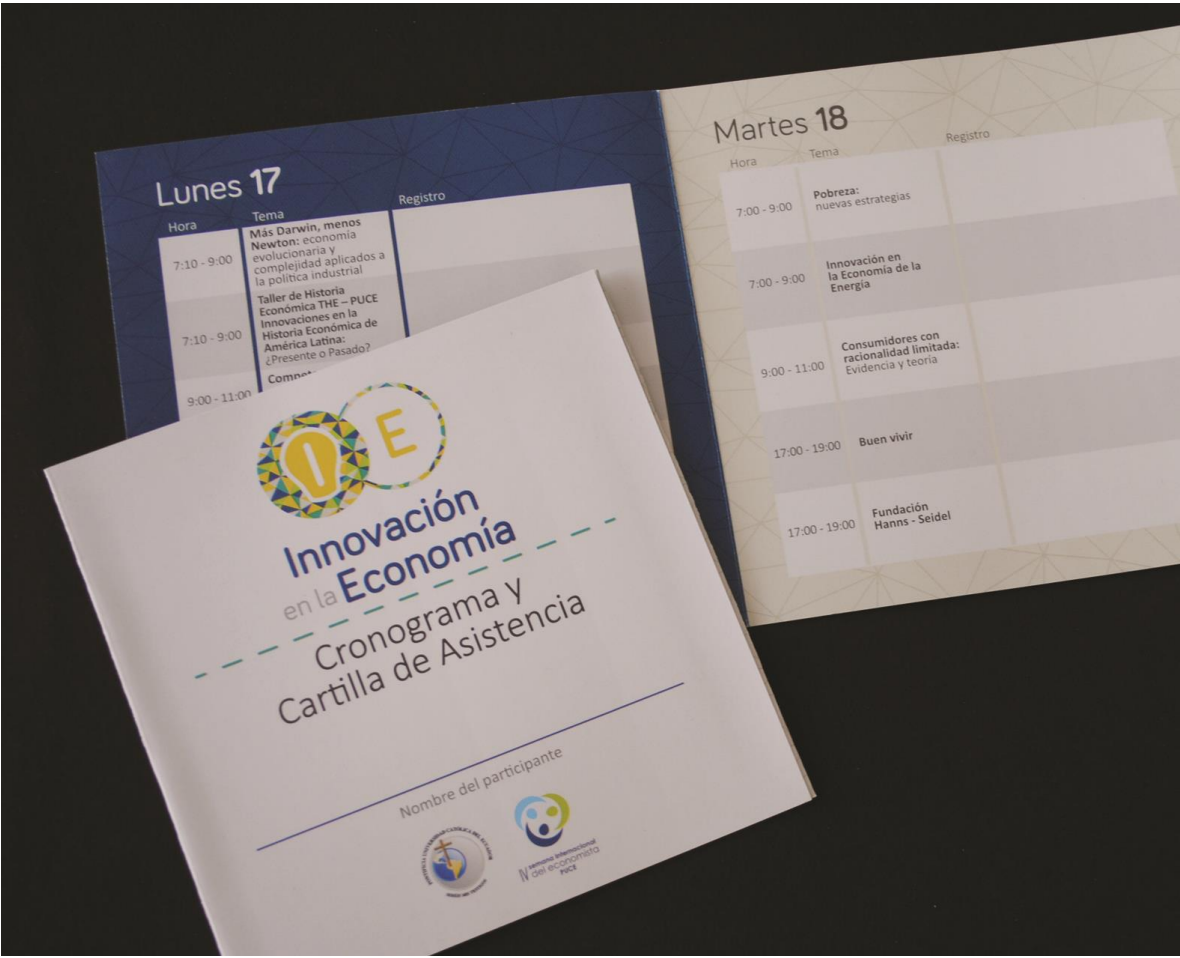 Lunes 17
Hora Tema Registro
7:10 - 9:00
Más Darwin, menos
Newton: economía
evolucionaria y
complejidad aplicados a
la política industrial
7:10 - 9:00
Taller de Historia
Económica THE – PUCE
Innovaciones en la
Historia Económica de
América Latina:
¿Presente o Pasado?
9:00 - 11:00
Martes 18
Hora Tema Registro
7:00 - 9:00
Pobreza:
nuevas estrategias
7:00 - 9:00
Innovación en
la Economía de la
Energía
9:00 - 11:00
Consumidores con
racionalidad limitada:
Evidencia y teoría
17:00 - 19:00
Buen vivir
17:00 - 19:00
Fundación
Hanns - Seidel
I E
Innovación
en la Economía
Cronograma y
Cartilla de Asistencia
Nombre del participante
PONTIFICIA UNIVERSIDAD CATÓLICA DEL ECUADOR
IV semana internacional
del economista
PUCE